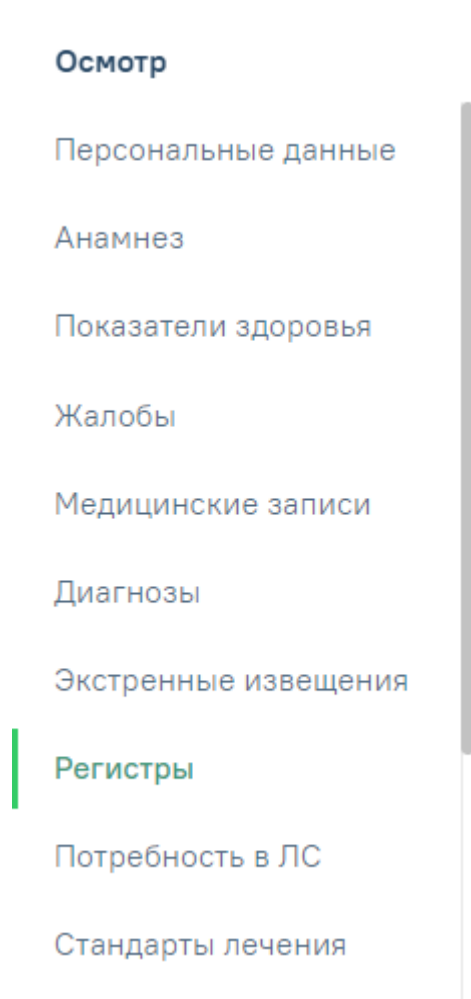 Осмотр
Персональные данные
Анамнез
Показатели здоровья
Жалобы
Медицинские записи
Диагнозы
Экстренные извещения
Регистры
Потребность в ЛС
Стандарты лечения